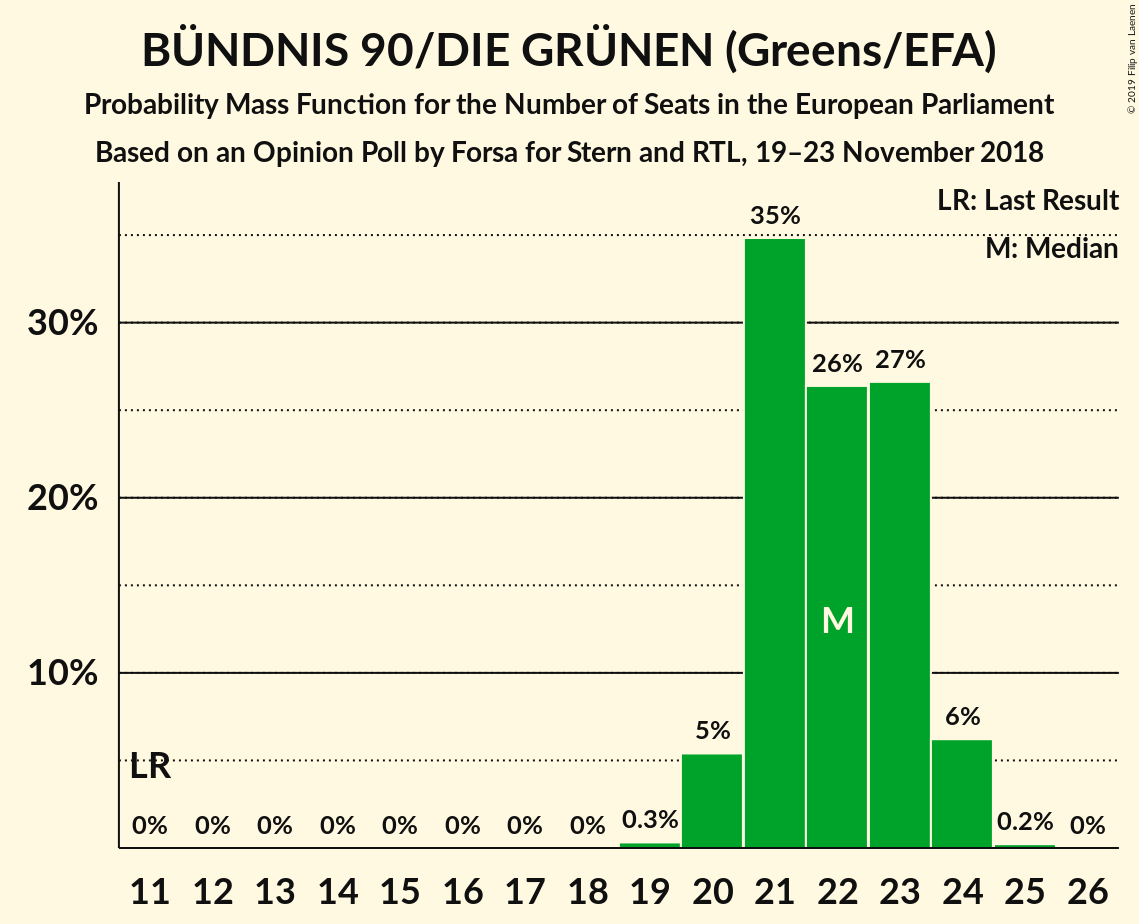 BÜNDNIS 90/DIE GRÜNEN (Greens/EFA)
Probability Mass Function for the Number of Seats in the European Parliament
Based on an Opinion Poll by Forsa for Stern and RTL, 19–23 November 2018
© 2019 Filip van Laenen
LR: Last Result
M: Median
35%
30%
26% 27%
20%
M
10%
6%
5%
LR
0% 0% 0% 0% 0% 0% 0% 0% 0.3% 0.2% 0%
11 12 13 14 15 16 17 18 19 20 21 22 23 24 25 26